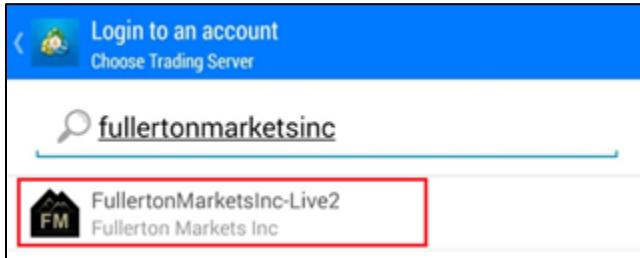 Login to an account
Choose Trading Server
fullertonmarketsinc
FM
FullertonMarketsInc-Live2
Fullerton Markets Inc